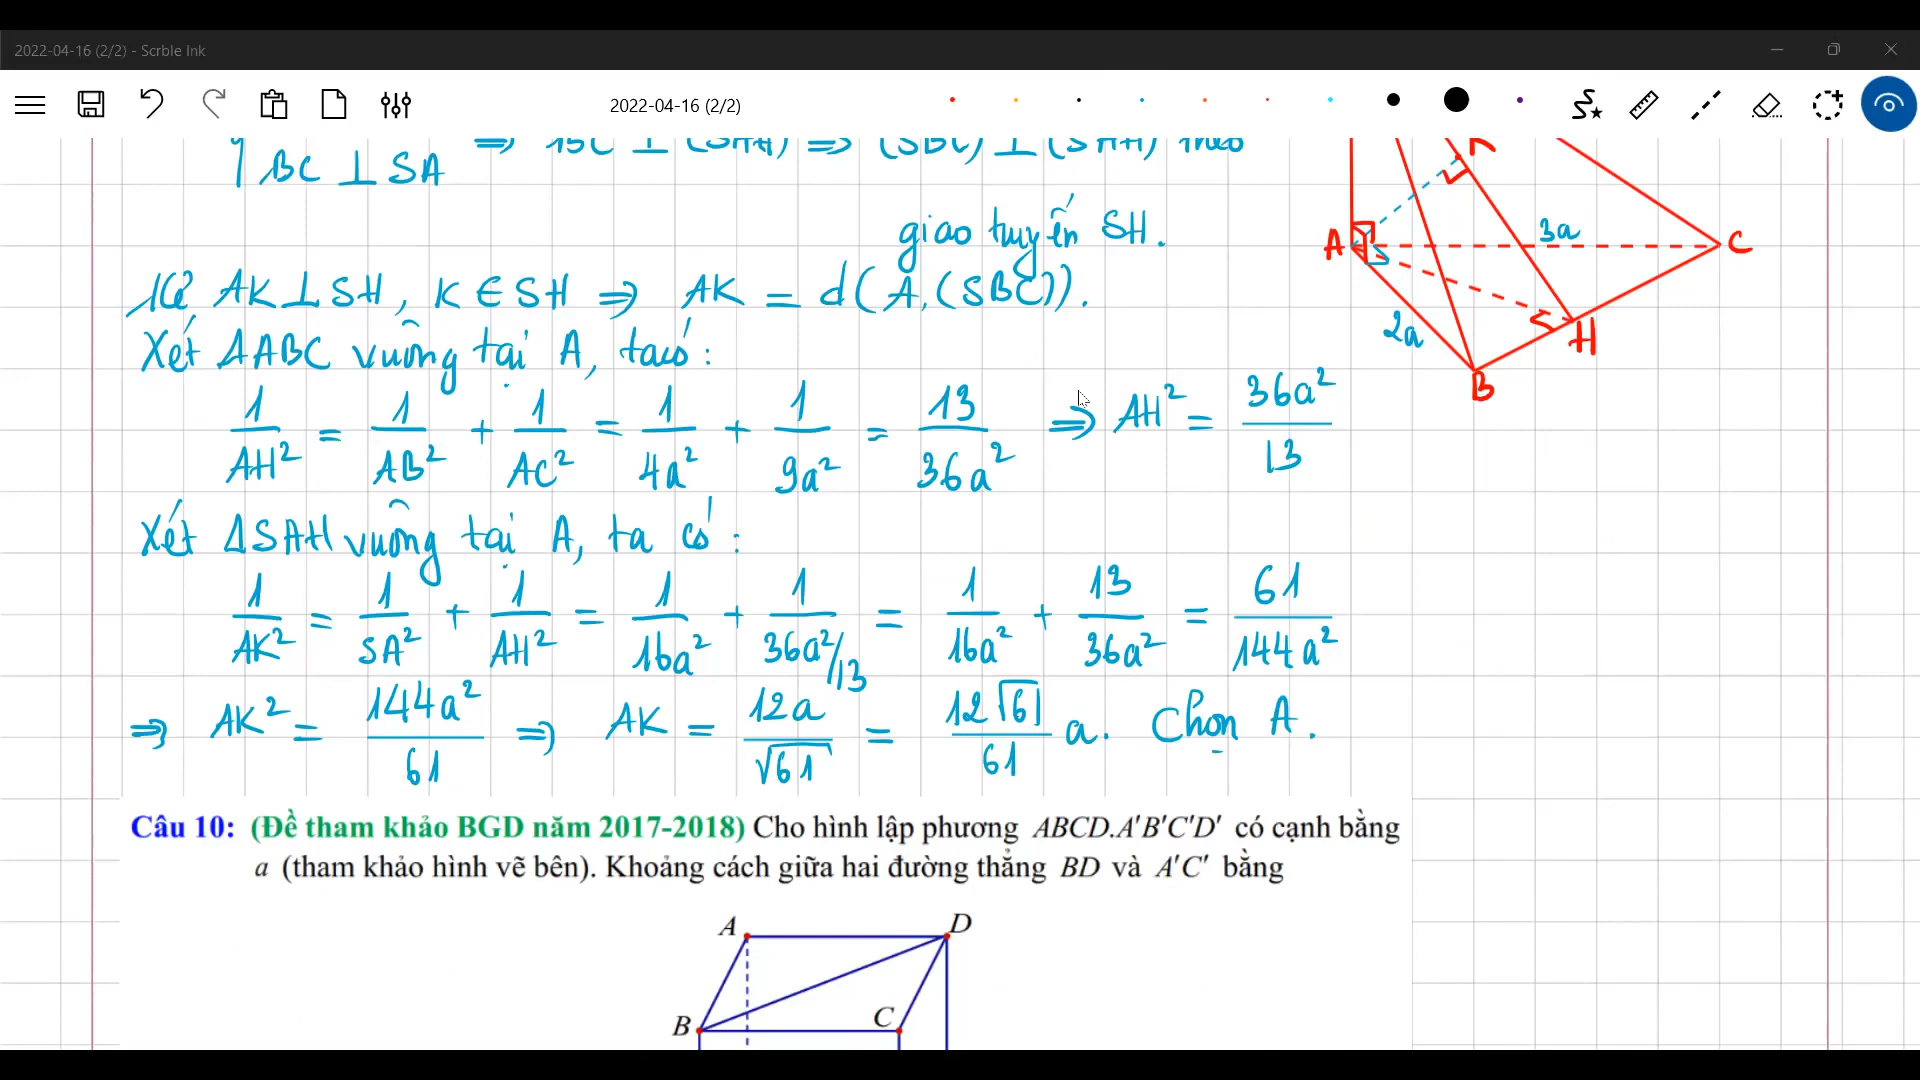 2022-04-16 (2/2) - Scrble Ink
2022-04-16 (2/2)
BC ⊥ (SAH) ⇒ (SBC) ⊥ (SAH) theo
BC ⊥ SA
giao tuyến SH.
Kẻ AK ⊥ SH, K ∈ SH ⇒ AK = d(A,(SBC)).
Xét ΔABC vuông tại A, ta có:
1/AH² = 1/AB² + 1/AC² = 1/4a² + 1/9a² = 13/36a² ⇒ AH² = 36a²/13
Xét ΔSAH vuông tại A, ta có:
1/AK² = 1/SA² + 1/AH² = 1/16a² + 1/(36a²/13) = 1/16a² + 13/36a² = 61/144a²
⇒ AK² = 144a²/61 ⇒ AK = 12a/√61 = 12√61/61 a. Chọn A.
K
A
3a
C
2a
H
B
Câu 10: (Đề tham khảo BGD năm 2017-2018) Cho hình lập phương ABCD.A'B'C'D' có cạnh bằng
a (tham khảo hình vẽ bên). Khoảng cách giữa hai đường thẳng BD và A'C' bằng
A
D
B
C